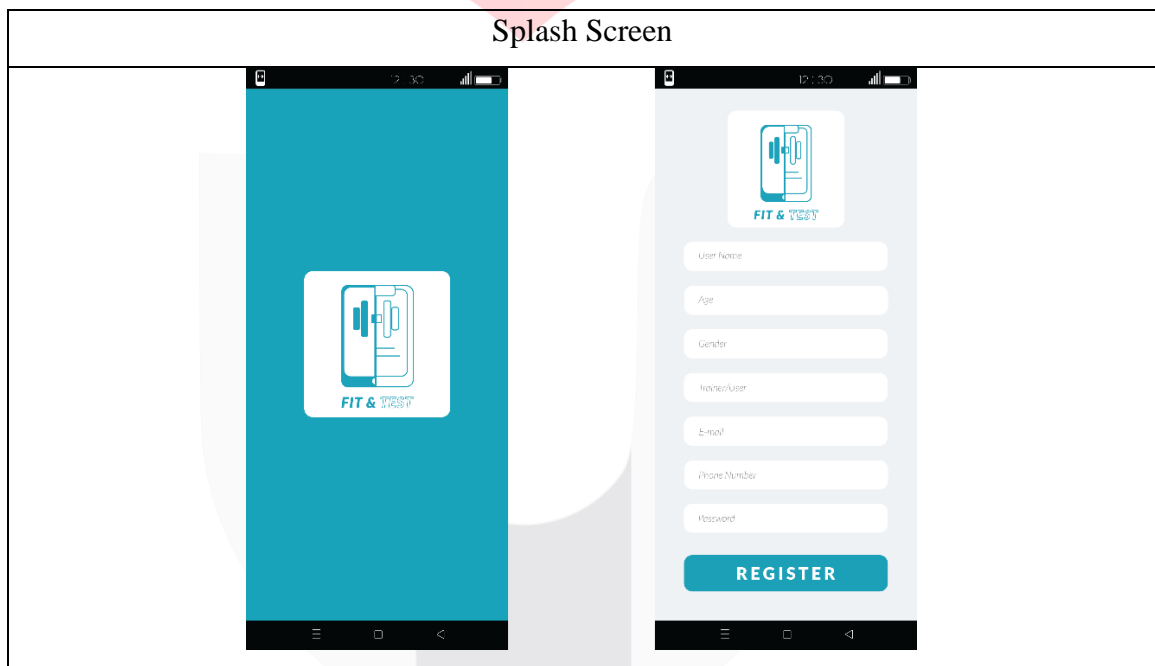 Splash Screen
12:30
12:30
FIT & TEST
FIT & TEST
User Name
Age
Gender
Trainer/User
E-mail
Phone Number
Password
REGISTER